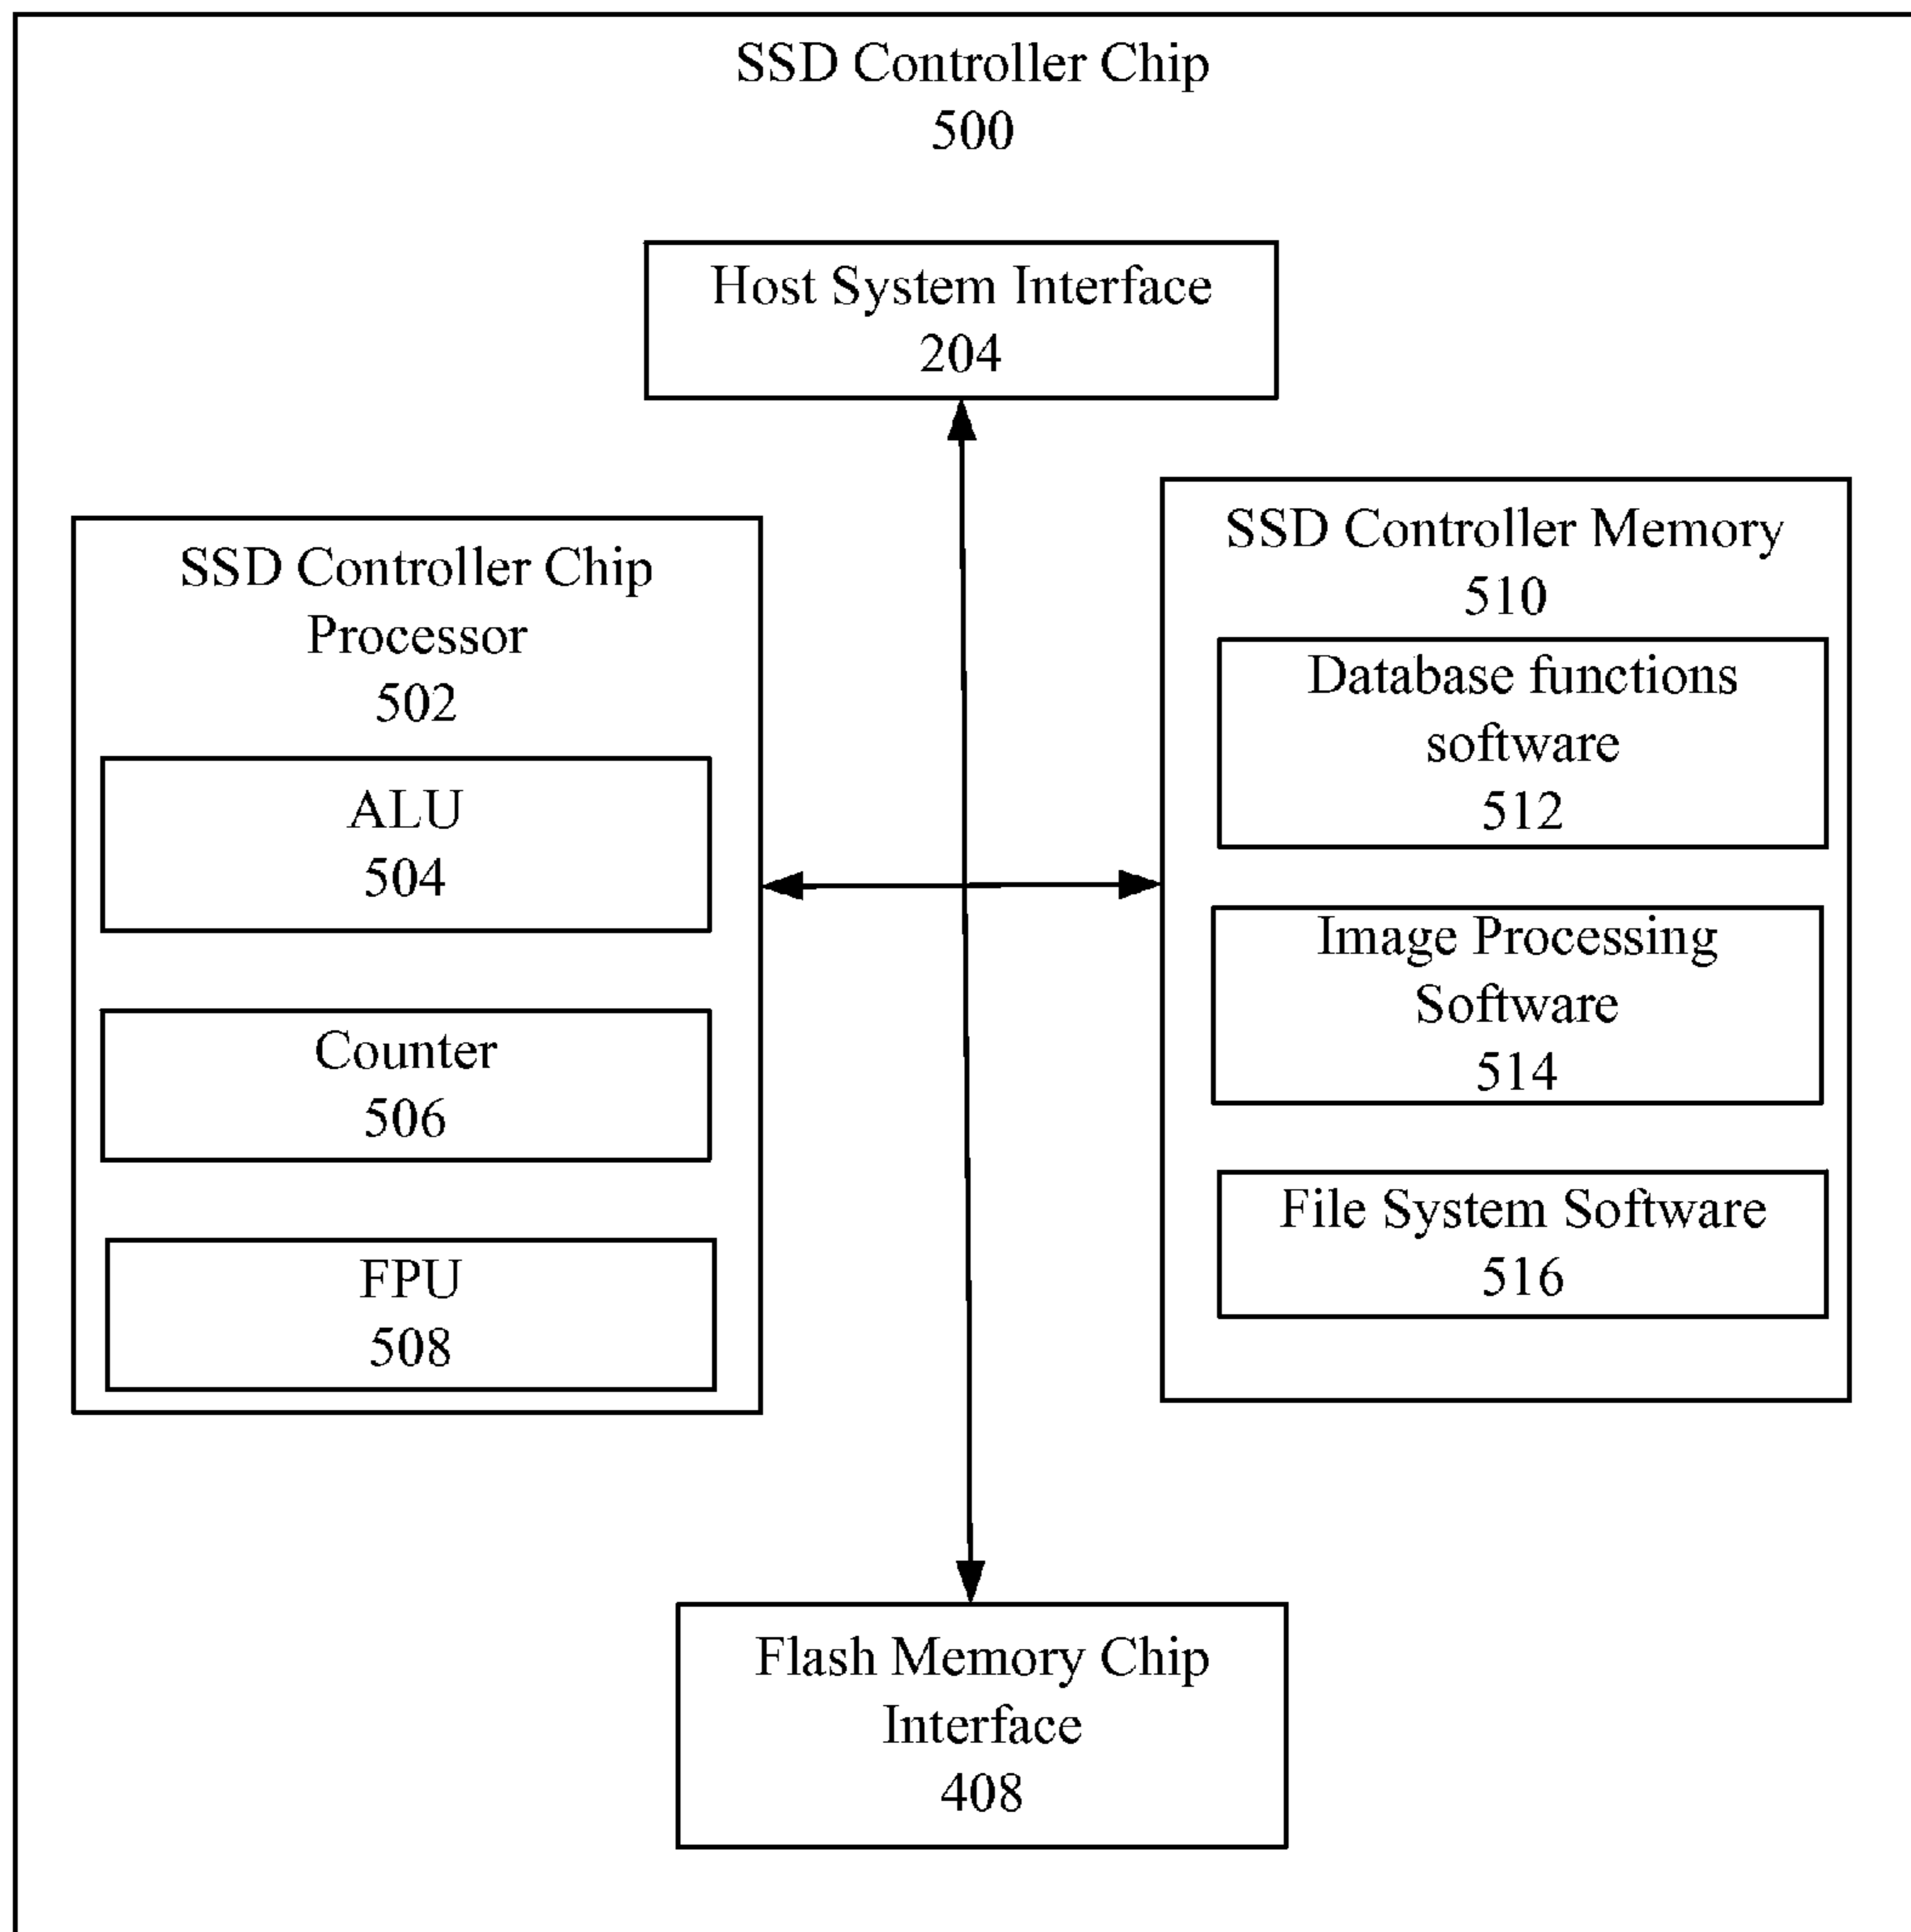 SSD Controller Chip
500
Host System Interface
204
SSD Controller Chip
Processor
502
ALU
504
Counter
506
FPU
508
SSD Controller Memory
510
Database functions
software
512
Image Processing
Software
514
File System Software
516
Flash Memory Chip
Interface
408